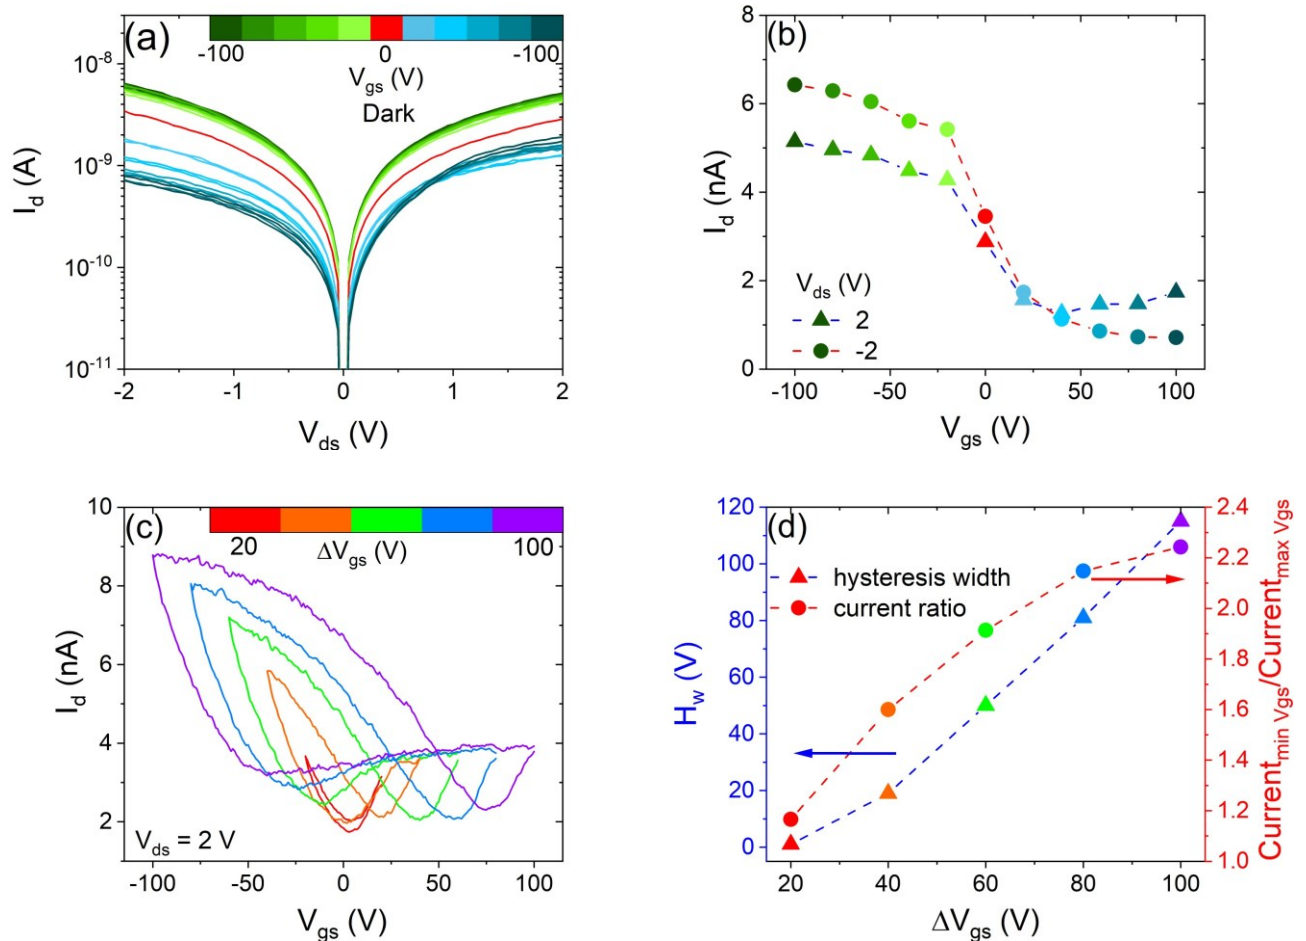 (a)
-100 0 -100
V_gs (V)
Dark
10^-8
10^-9
10^-10
10^-11
I_d (A)
-2 -1 0 1 2
V_ds (V)
(b)
8
6
4
2
0
I_d (nA)
V_ds (V)
2
-2
-100 -50 0 50 100
V_gs (V)
(c)
20 ΔV_gs (V) 100
10
8
6
4
2
I_d (nA)
V_ds = 2 V
-100 -50 0 50 100
V_gs (V)
(d)
120
100
80
60
40
20
0
H_w (V)
hysteresis width
current ratio
2.4
2.2
2.0
1.8
1.6
1.4
1.2
1.0
Current_min Vgs/Current_max Vgs
20 40 60 80 100
ΔV_gs (V)